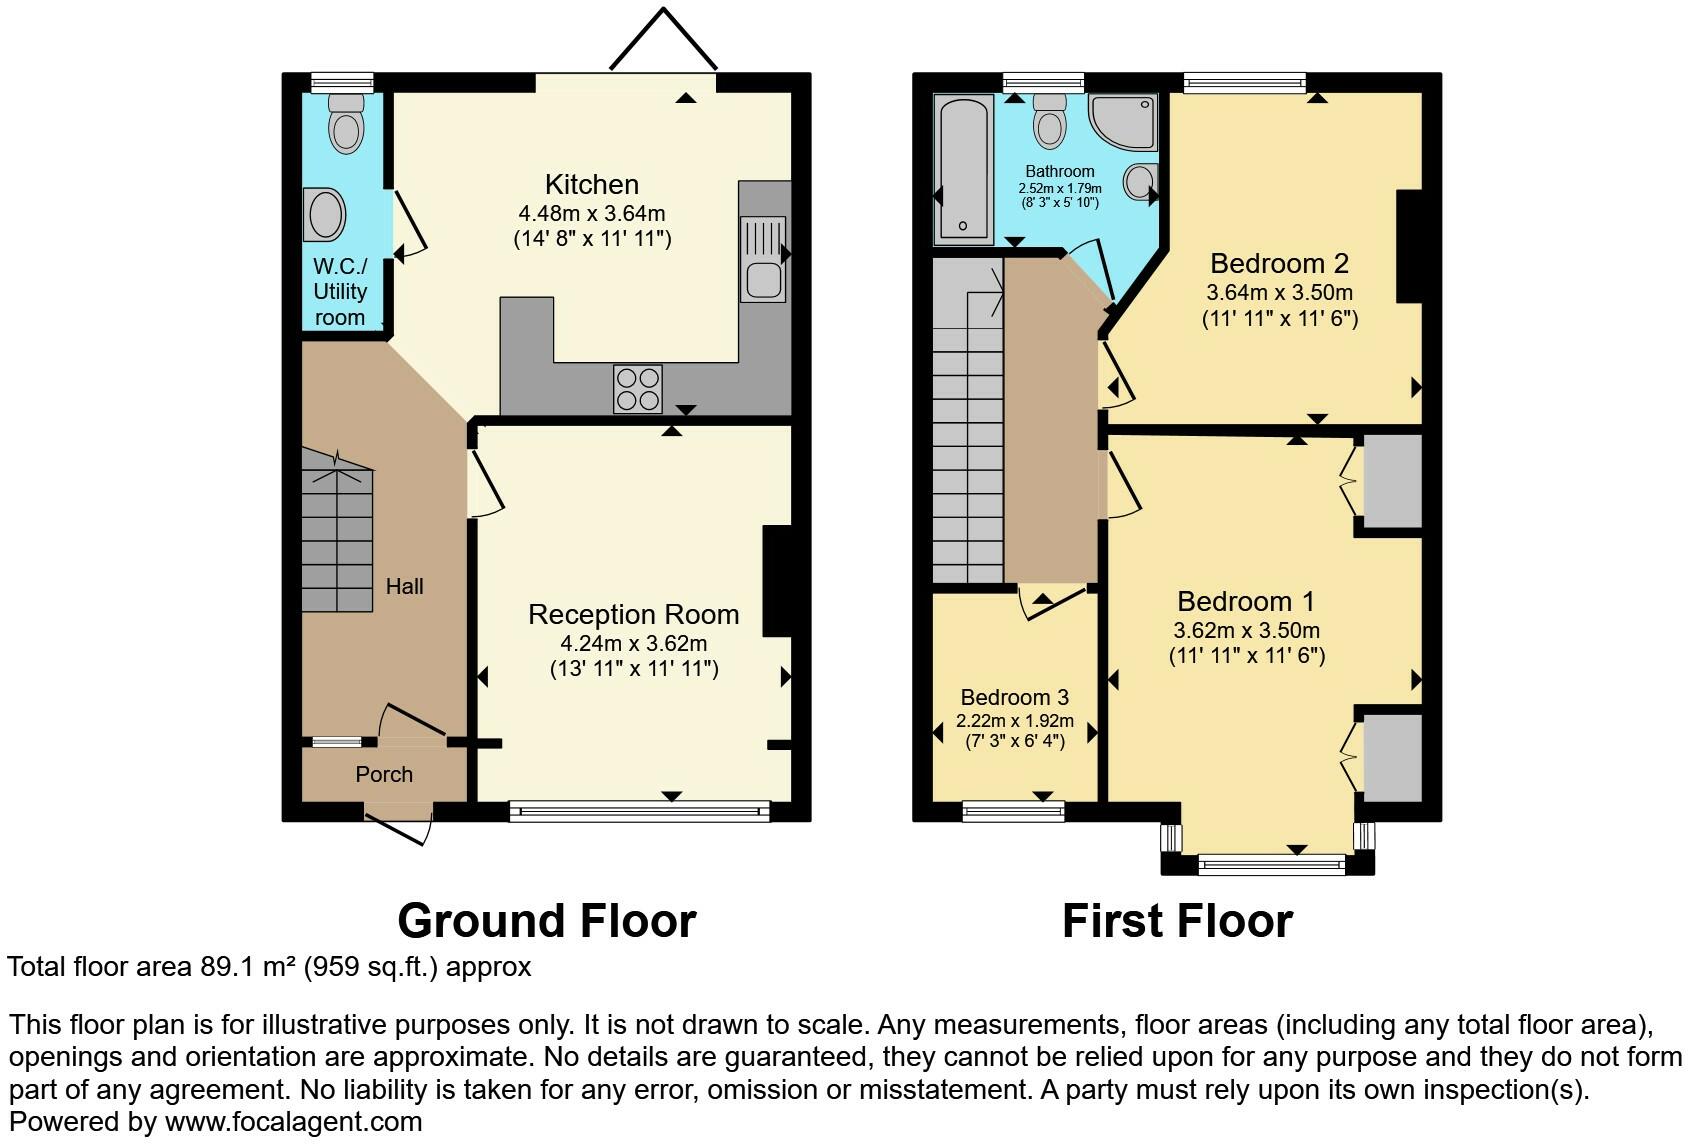 Kitchen
4.48m x 3.64m
(14' 8" x 11' 11")
W.C./
Utility
room
Hall
Reception Room
4.24m x 3.62m
(13' 11" x 11' 11")
Porch
Ground Floor
Bathroom
2.52m x 1.79m
(8' 3" x 5' 10")
Bedroom 2
3.64m x 3.50m
(11' 11" x 11' 6")
Bedroom 1
3.62m x 3.50m
(11' 11" x 11' 6")
Bedroom 3
2.22m x 1.92m
(7' 3" x 6' 4")
First Floor
Total floor area 89.1 m² (959 sq.ft.) approx
This floor plan is for illustrative purposes only. It is not drawn to scale. Any measurements, floor areas (including any total floor area),
openings and orientation are approximate. No details are guaranteed, they cannot be relied upon for any purpose and they do not form
part of any agreement. No liability is taken for any error, omission or misstatement. A party must rely upon its own inspection(s).
Powered by www.focalagent.com